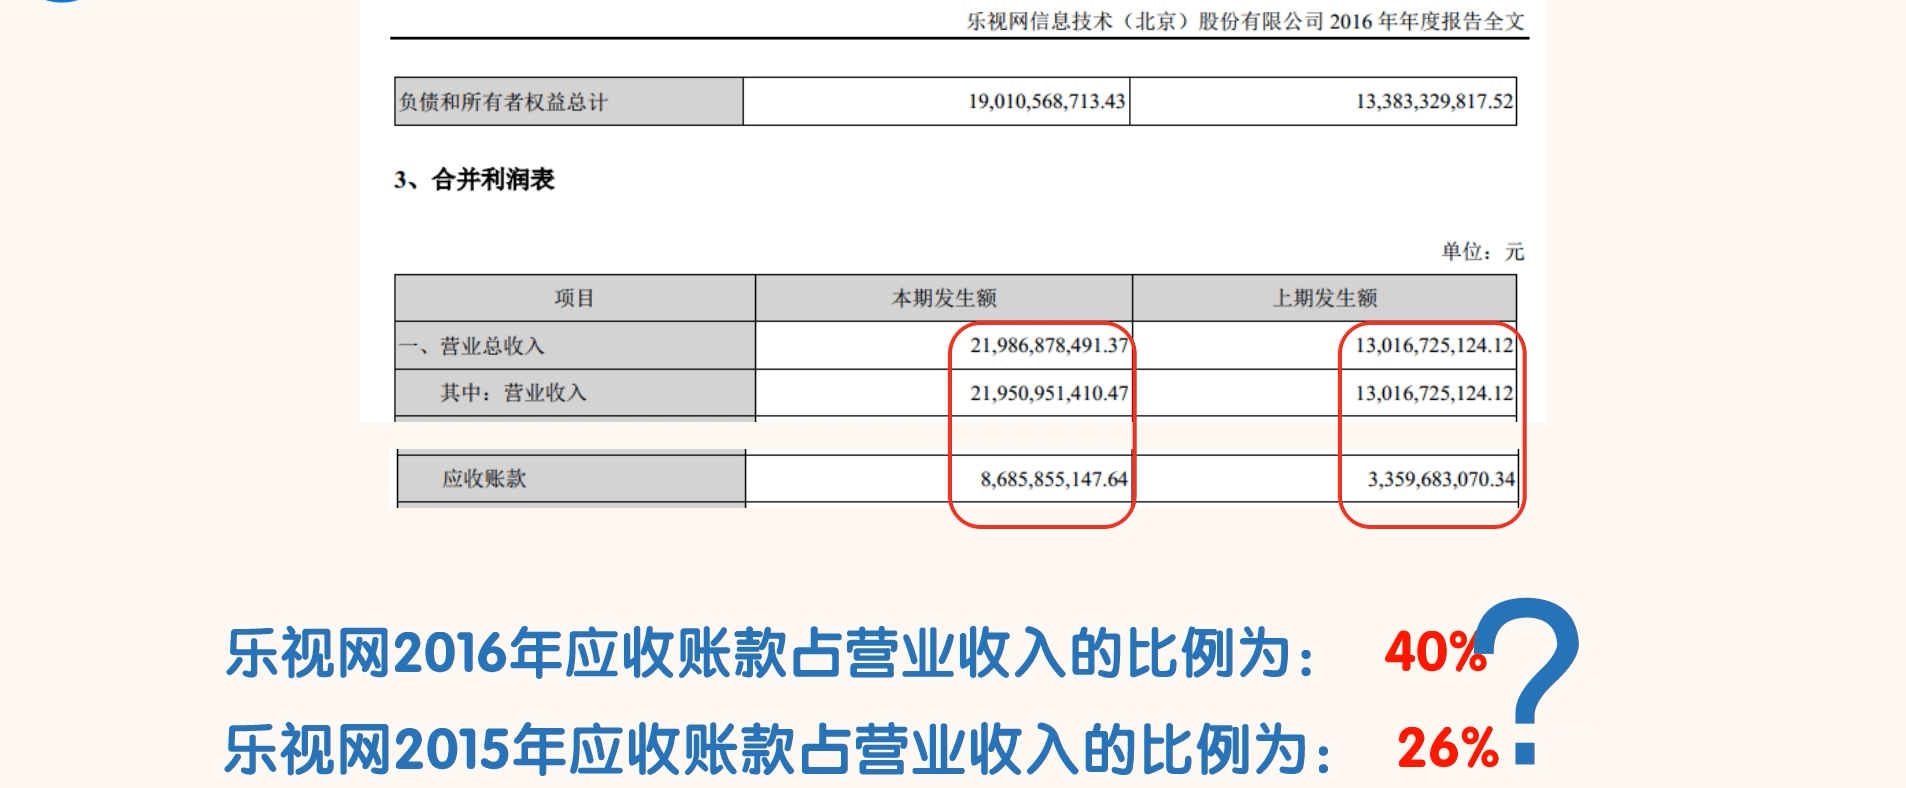 乐视网信息技术（北京）股份有限公司 2016 年年度报告全文
负债和所有者权益总计 19,010,568,713.43 13,383,329,817.52
3、合并利润表
单位：元
项目 本期发生额 上期发生额
一、营业总收入 21,986,878,491.37 13,016,725,124.12
其中：营业收入 21,950,951,410.47 13,016,725,124.12
应收账款 8,685,855,147.64 3,359,683,070.34
乐视网2016年应收账款占营业收入的比例为： 40%
乐视网2015年应收账款占营业收入的比例为： 26%
?